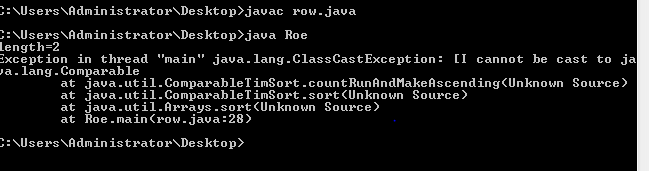 C:\Users\Administrator\Desktop>javac row.java
C:\Users\Administrator\Desktop>java Roe
length=2
Exception in thread "main" java.lang.ClassCastException: [I cannot be cast to ja
va.lang.Comparable
at java.util.ComparableTimSort.countRunAndMakeAscending(Unknown Source)
at java.util.ComparableTimSort.sort(Unknown Source)
at java.util.Arrays.sort(Unknown Source)
at Roe.main(row.java:28)
C:\Users\Administrator\Desktop>